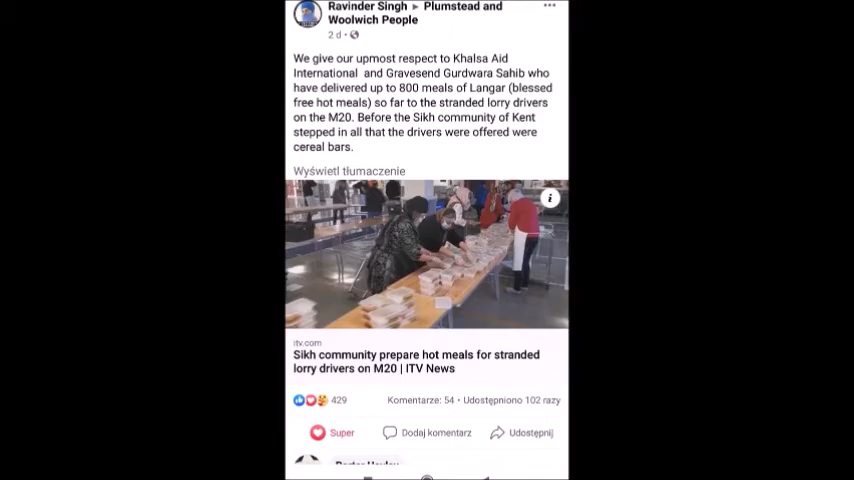 Ravinder Singh ▸ Plumstead and
Woolwich People
2 d ·
We give our upmost respect to Khalsa Aid
International and Gravesend Gurdwara Sahib who
have delivered up to 800 meals of Langar (blessed
free hot meals) so far to the stranded lorry drivers
on the M20. Before the Sikh community of Kent
stepped in all that the drivers were offered were
cereal bars.
Wyświetl tłumaczenie
itv.com
Sikh community prepare hot meals for stranded
lorry drivers on M20 | ITV News
429 Komentarze: 54 · Udostępniono 102 razy
Super Dodaj komentarz Udostępnij